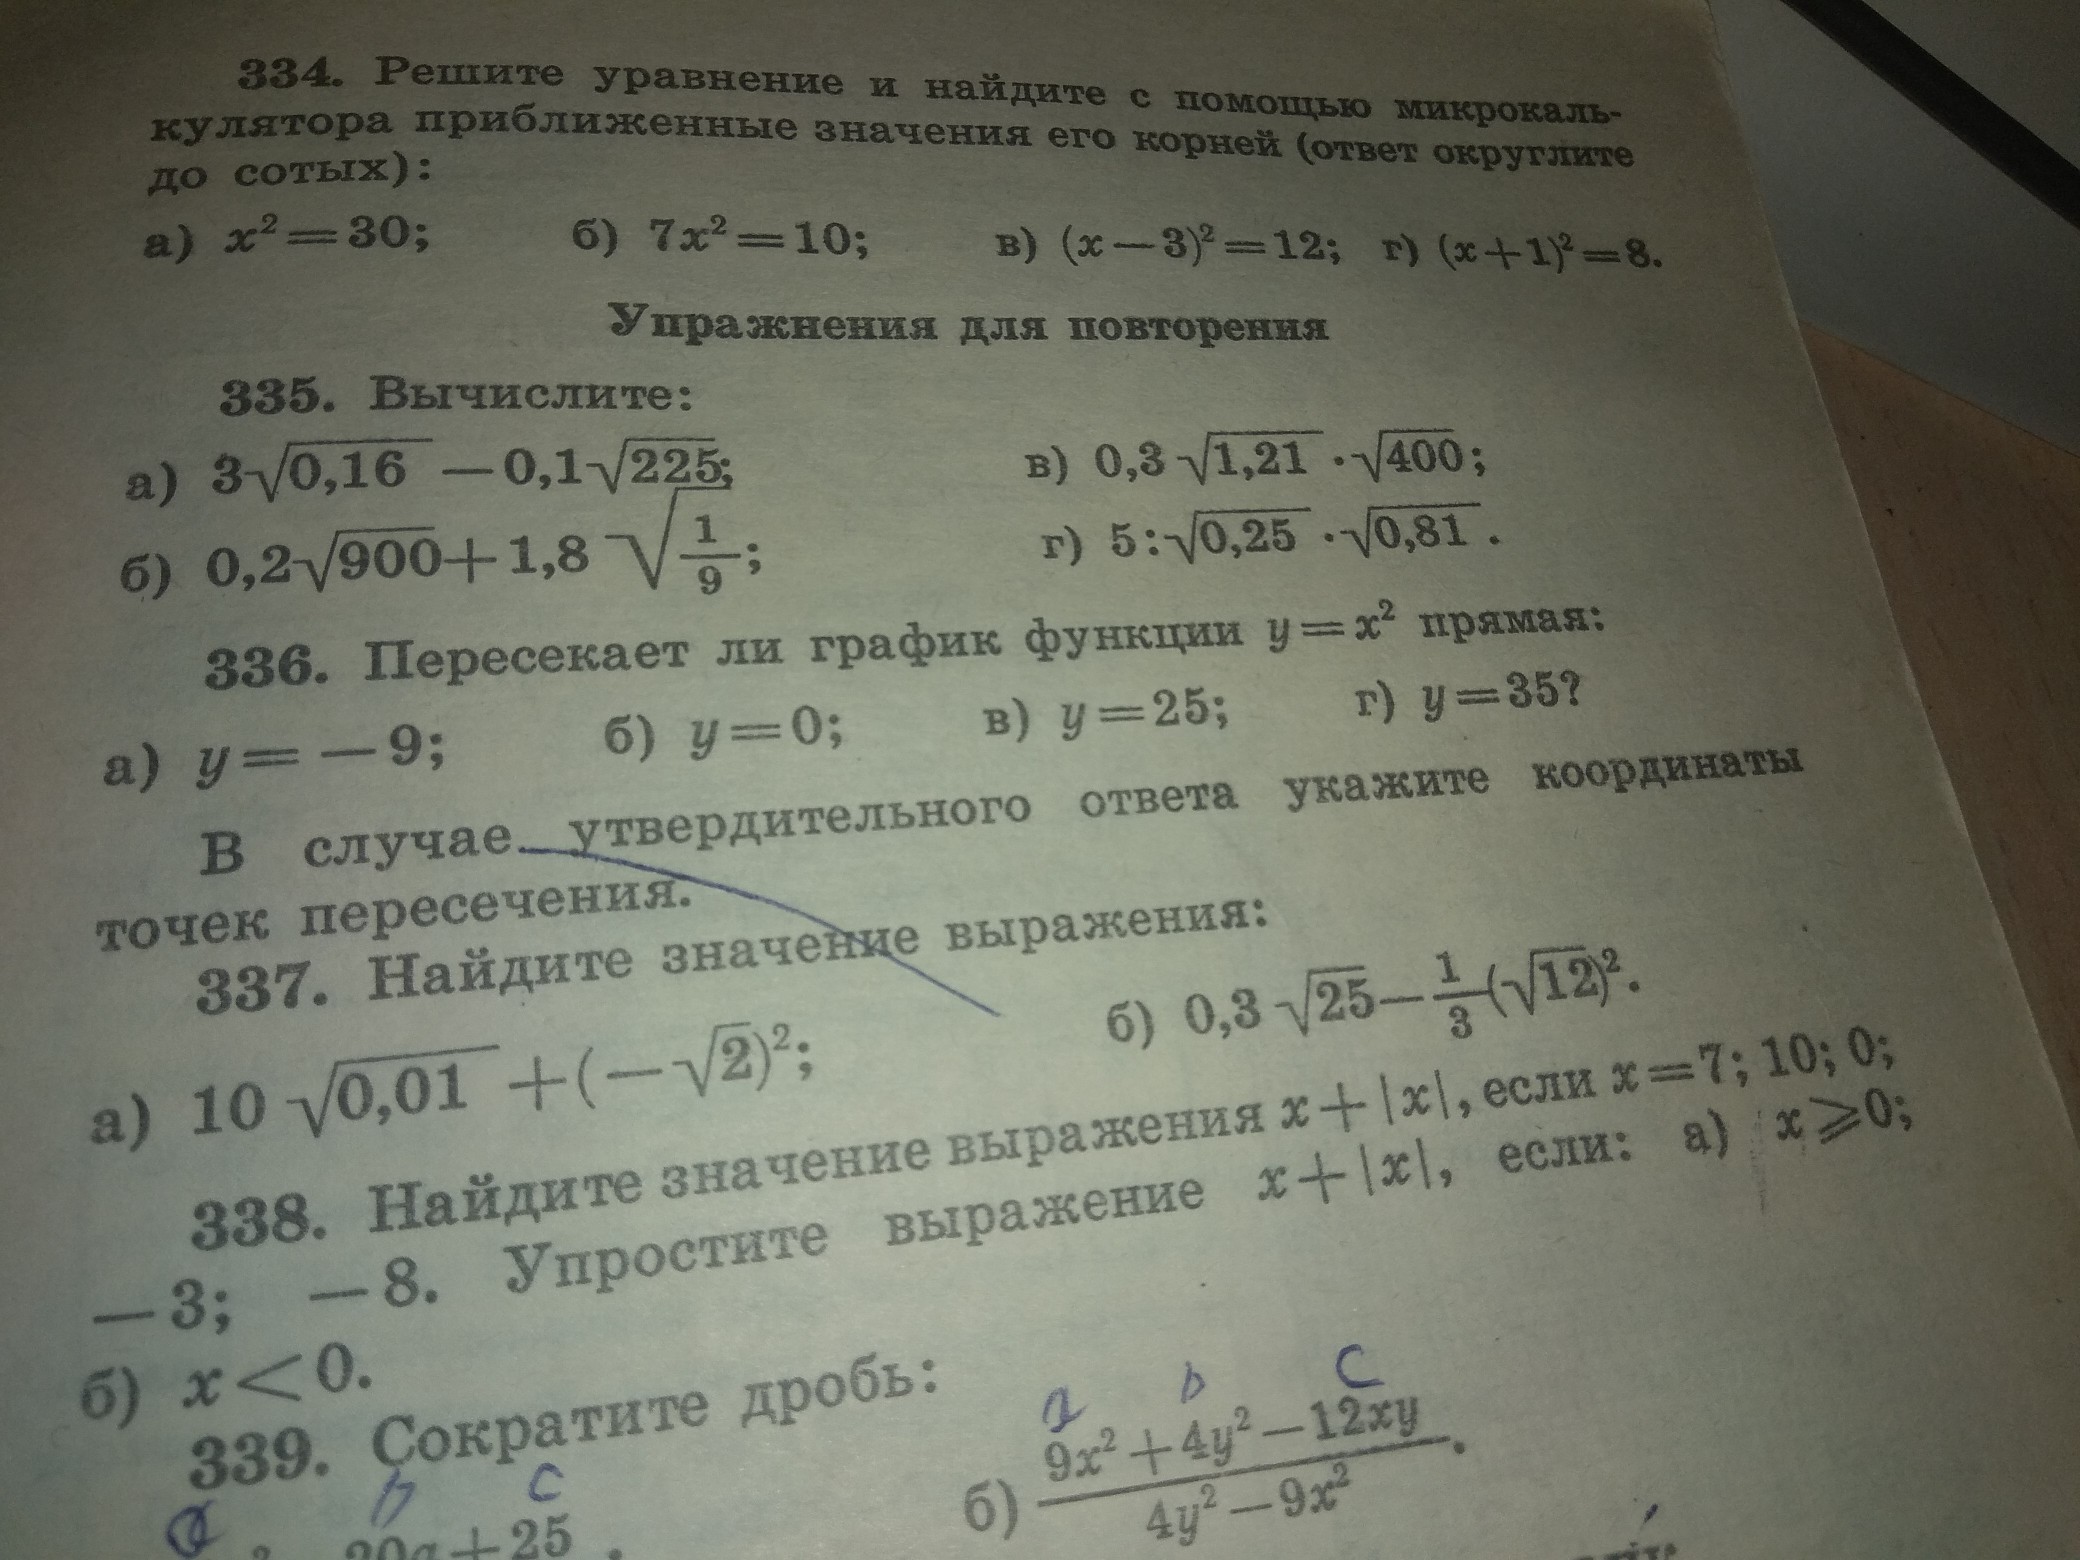 334. Решите уравнение и найдите с помощью микрокаль-
кулятора приближенные значения его корней (ответ округлите
до сотых):
а) x²=30; б) 7x²=10; в) (x−3)²=12; г) (x+1)²=8.
Упражнения для повторения
335. Вычислите:
а) 3√0,16 −0,1√225; в) 0,3 √1,21 ·√400;
б) 0,2√900+1,8 √1/9; г) 5:√0,25 ·√0,81 .
336. Пересекает ли график функции y=x² прямая:
а) y=−9; б) y=0; в) y=25; г) y=35?
В случае утвердительного ответа укажите координаты
точек пересечения.
337. Найдите значение выражения:
а) 10 √0,01 +(−√2)²; б) 0,3 √25−1/3(√12)².
338. Найдите значение выражения x+|x|, если x=7; 10; 0;
−3; −8. Упростите выражение x+|x|, если: а) x⩾0;
б) x<0.
339. Сократите дробь:
a b c
б) 9x²+4y²−12xy / 4y²−9x² .
a b c
20a+25 .